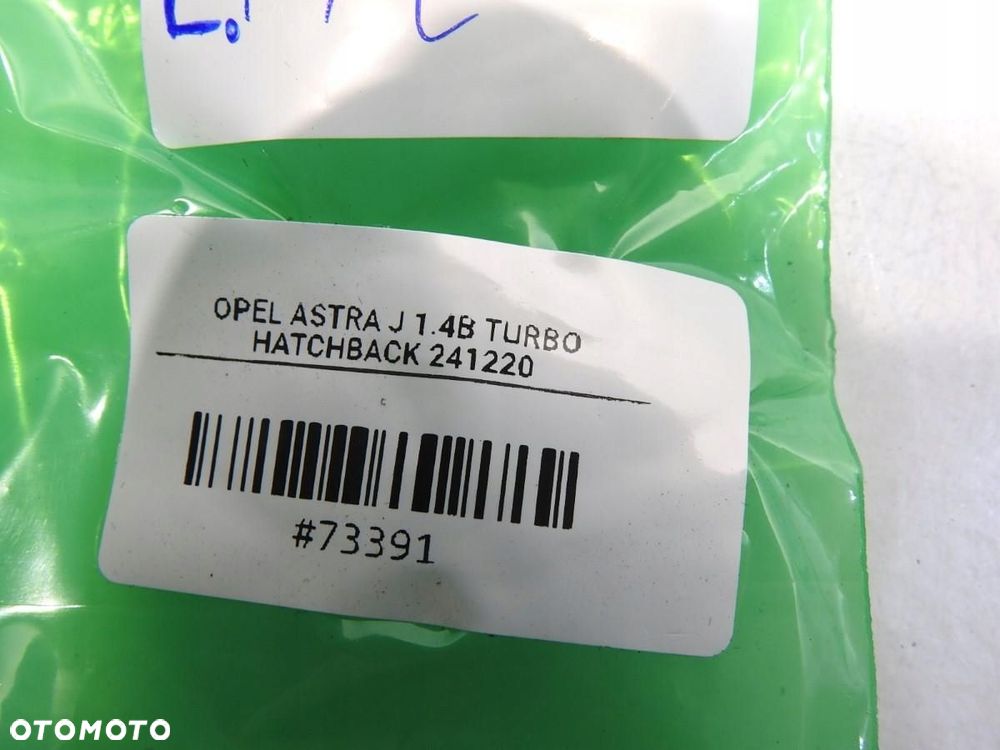 OPEL ASTRA J 1.4B TURBO
HATCHBACK 241220
#73391
OTOMOTO